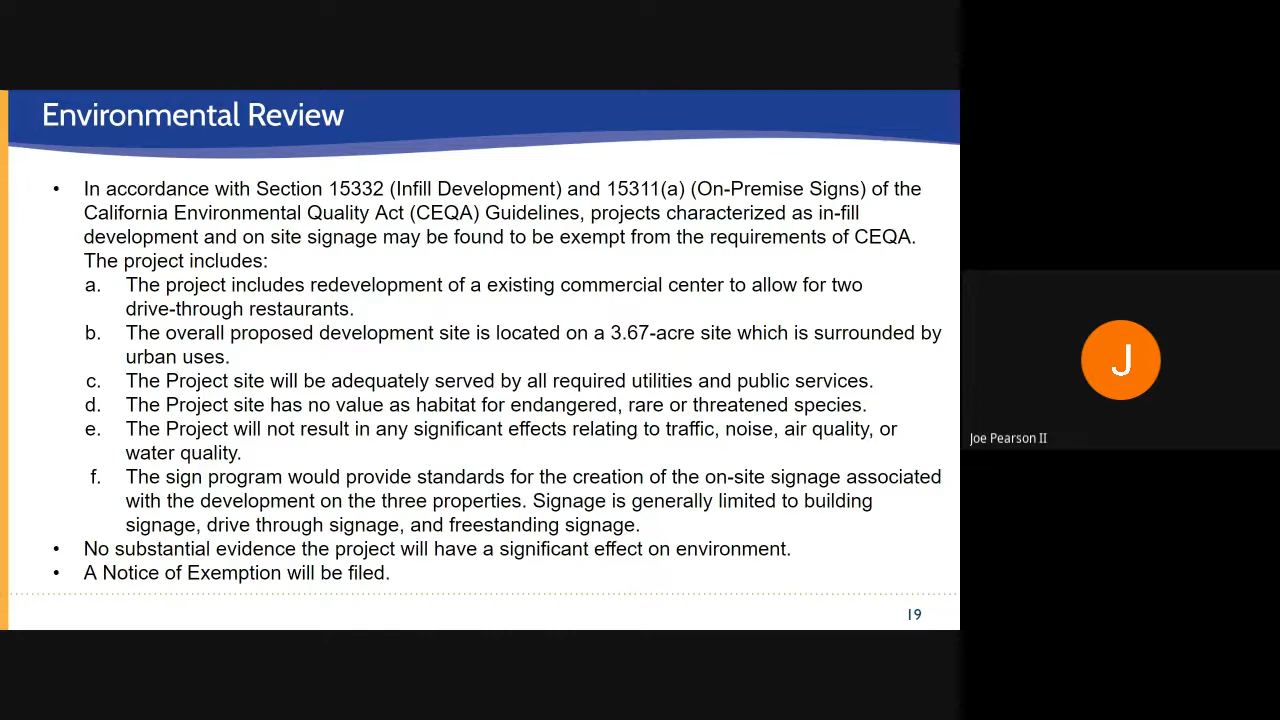 Environmental Review
• In accordance with Section 15332 (Infill Development) and 15311(a) (On-Premise Signs) of the
California Environmental Quality Act (CEQA) Guidelines, projects characterized as in-fill
development and on site signage may be found to be exempt from the requirements of CEQA.
The project includes:
a. The project includes redevelopment of a existing commercial center to allow for two
drive-through restaurants.
b. The overall proposed development site is located on a 3.67-acre site which is surrounded by
urban uses.
c. The Project site will be adequately served by all required utilities and public services.
d. The Project site has no value as habitat for endangered, rare or threatened species.
e. The Project will not result in any significant effects relating to traffic, noise, air quality, or
water quality.
f. The sign program would provide standards for the creation of the on-site signage associated
with the development on the three properties. Signage is generally limited to building
signage, drive through signage, and freestanding signage.
• No substantial evidence the project will have a significant effect on environment.
• A Notice of Exemption will be filed.
19
J
Joe Pearson II